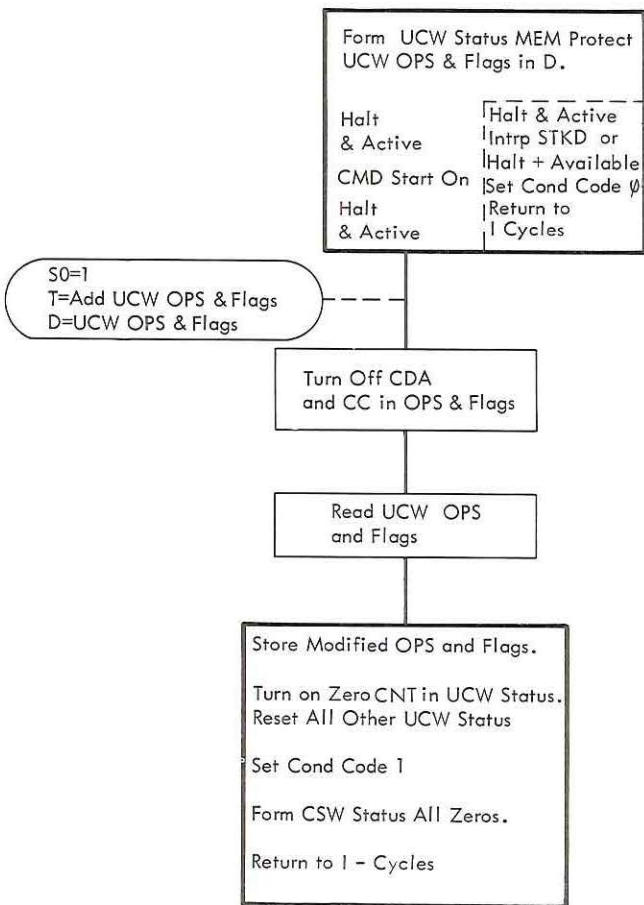 Form UCW Status MEM Protect
UCW OPS & Flags in D.
Halt
& Active
CMD Start On
Halt
& Active
Halt & Active
Intrp STKD or
Halt + Available
Set Cond Code φ
Return to
I Cycles
S0=1
T=Add UCW OPS & Flags
D=UCW OPS & Flags
Turn Off CDA
and CC in OPS & Flags
Read UCW OPS
and Flags
Store Modified OPS and Flags.
Turn on Zero CNT in UCW Status.
Reset All Other UCW Status
Set Cond Code 1
Form CSW Status All Zeros.
Return to I - Cycles